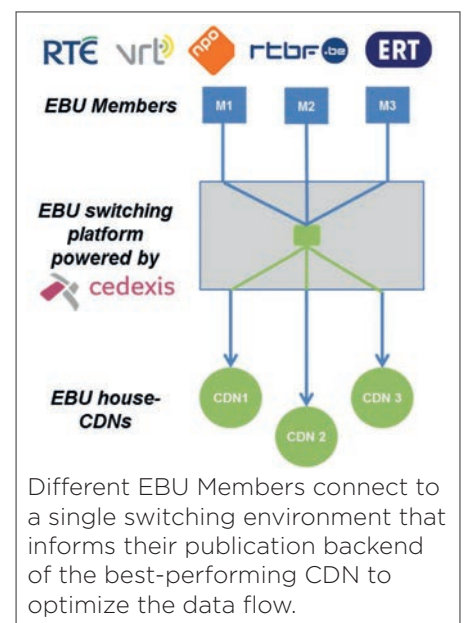 RTÉ vrt npo rtbf.be ERT
EBU Members M1 M2 M3
EBU switching
platform
powered by
cedexis
EBU house-
CDNs
CDN1 CDN 2 CDN 3
Different EBU Members connect to
a single switching environment that
informs their publication backend
of the best-performing CDN to
optimize the data flow.